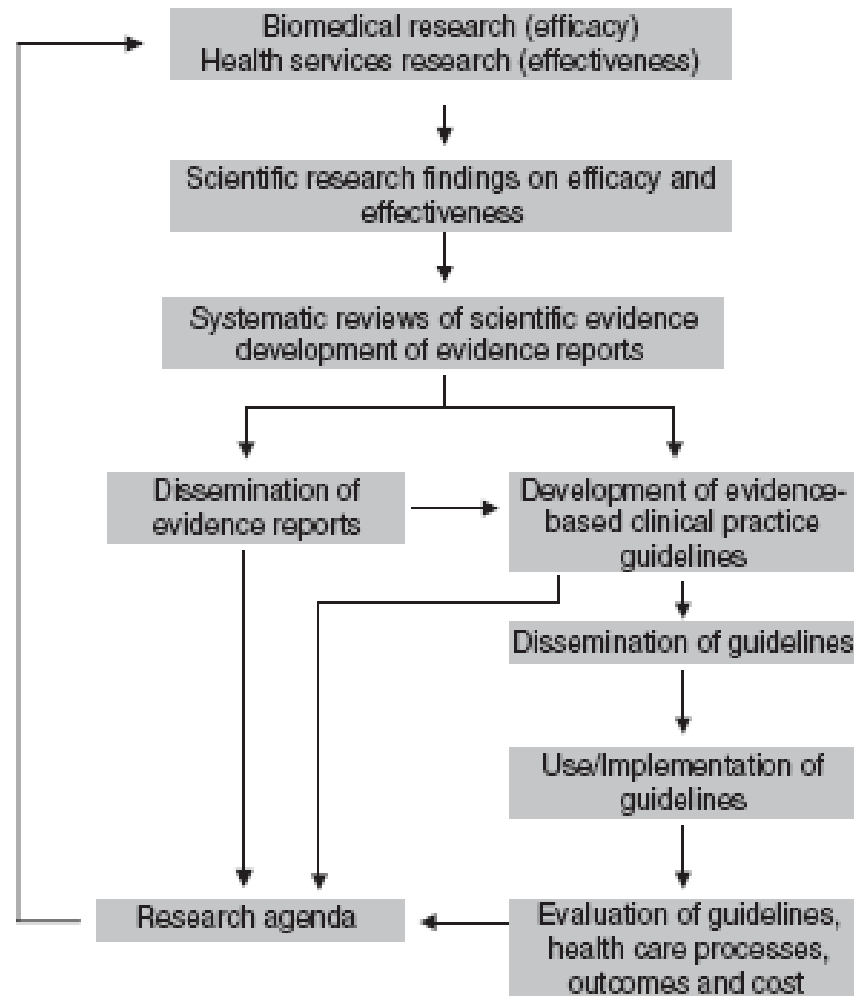 Biomedical research (efficacy)
Health services research (effectiveness)
Scientific research findings on efficacy and
effectiveness
Systematic reviews of scientific evidence
development of evidence reports
Dissemination of
evidence reports
Development of evidence-
based clinical practice
guidelines
Dissemination of guidelines
Use/Implementation of
guidelines
Research agenda
Evaluation of guidelines,
health care processes,
outcomes and cost